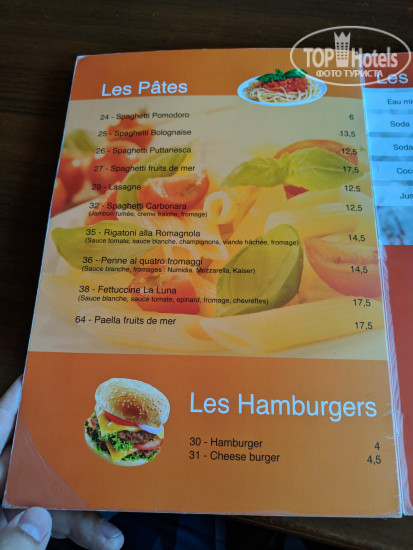 TOP Hotels
ФОТО ТУРИСТА
Les Pâtes
24 - Spaghetti Pomodoro 6
25 - Spaghetti Bolognaise 13,5
26 - Spaghetti Puttanesca 12,5
27 - Spaghetti fruits de mer 17,5
29 - Lasagne 12,5
32 - Spaghetti Carbonara 12,5
(Jambon fumée, creme fraiche, fromage)
35 - Rigatoni alla Romagnola 14,5
(Sauce tomate, sauce blanche, champignons, viande hâchée, fromage)
36 - Penne al quatro fromaggi 14,5
(Sauce blanche, fromages : Numidia, Mozzarella, Kaiser)
38 - Fettuccine La Luna 17,5
(Sauce blanche, sauce tomate, epinard, fromage, chevrettes)
64 - Paella fruits de mer 17,5
Les Hamburgers
30 - Hamburger 4
31 - Cheese burger 4,5
Les
Eau mi
Soda
Soda
Coc
Jus